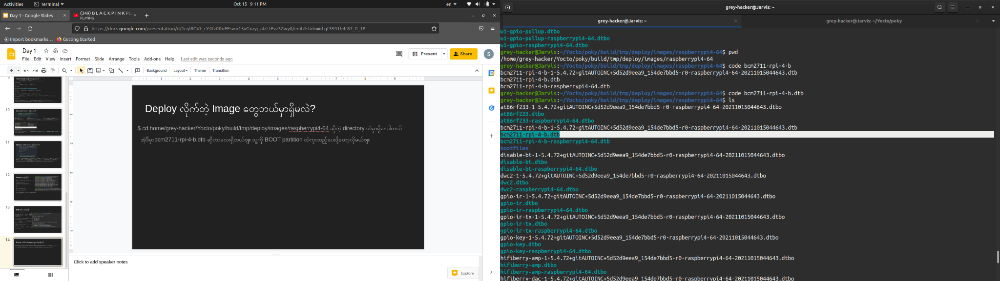 Activities
Terminal
Oct 15 9:11 PM
en
Day 1 - Google Slides
(349) B L A C K P I N K
PLAYING
https://docs.google.com/presentation/d/1cql8GVt_cY4fz0RuFFsvm15vGxayj_aIzLtFvz3Zwy0/edit#slide=id.gf3591b4f87_0_18
Import bookmarks...
Getting Started
Day 1
File Edit View Insert Format Slide Arrange Tools Add-ons Help Last edit was seconds ago
Present
Share
S
Background Layout Theme Transition
1 2 3 4 5 6 7 8 9
9
10
11
12
13
14
Deploy လိုက်တဲ့ Image တွေဘယ်မှာရှိမလဲ?
$ cd home/grey-hacker/Yocto/poky/build/tmp/deploy/images/raspberrypi4-64 ဆိုတဲ့ directory ထဲမှာရှိနေပါတယ်
အဲ့ဒီမှာbcm2711-rpi-4-b.dtb ဆိုတာလေးရှိတယ်ဗျ။ သူ့ကို BOOT partition ထဲကူးထည့်ပေးဖို့တော့လိုမယ်ဗျ။
Click to add speaker notes
Explore
grey-hacker@Jarvis: ~
grey-hacker@Jarvis: ~
grey-hacker@Jarvis: ~/Yocto/poky
w1-gpio-pullup.dtbo
w1-gpio-pullup-raspberrypi4-64.dtbo
w1-gpio-raspberrypi4-64.dtbo
grey-hacker@Jarvis:~/Yocto/poky/build/tmp/deploy/images/raspberrypi4-64$ pwd
/home/grey-hacker/Yocto/poky/build/tmp/deploy/images/raspberrypi4-64
grey-hacker@Jarvis:~/Yocto/poky/build/tmp/deploy/images/raspberrypi4-64$ code bcm2711-rpi-4-b
bcm2711-rpi-4-b-1-5.4.72+gitAUTOINC+5d52d9eea9_154de7bbd5-r0-raspberrypi4-64-20211015044643.dtb
bcm2711-rpi-4-b.dtb
bcm2711-rpi-4-b-raspberrypi4-64.dtb
grey-hacker@Jarvis:~/Yocto/poky/build/tmp/deploy/images/raspberrypi4-64$ code bcm2711-rpi-4-b.dtb
grey-hacker@Jarvis:~/Yocto/poky/build/tmp/deploy/images/raspberrypi4-64$ ls
at86rf233-1-5.4.72+gitAUTOINC+5d52d9eea9_154de7bbd5-r0-raspberrypi4-64-20211015044643.dtbo
at86rf233.dtbo
at86rf233-raspberrypi4-64.dtbo
bcm2711-rpi-4-b-1-5.4.72+gitAUTOINC+5d52d9eea9_154de7bbd5-r0-raspberrypi4-64-20211015044643.dtb
bcm2711-rpi-4-b.dtb
bcm2711-rpi-4-b-raspberrypi4-64.dtb
bootfiles
disable-bt-1-5.4.72+gitAUTOINC+5d52d9eea9_154de7bbd5-r0-raspberrypi4-64-20211015044643.dtbo
disable-bt.dtbo
disable-bt-raspberrypi4-64.dtbo
dwc2-1-5.4.72+gitAUTOINC+5d52d9eea9_154de7bbd5-r0-raspberrypi4-64-20211015044643.dtbo
dwc2.dtbo
dwc2-raspberrypi4-64.dtbo
gpio-ir-1-5.4.72+gitAUTOINC+5d52d9eea9_154de7bbd5-r0-raspberrypi4-64-20211015044643.dtbo
gpio-ir.dtbo
gpio-ir-raspberrypi4-64.dtbo
gpio-ir-tx-1-5.4.72+gitAUTOINC+5d52d9eea9_154de7bbd5-r0-raspberrypi4-64-20211015044643.dtbo
gpio-ir-tx.dtbo
gpio-ir-tx-raspberrypi4-64.dtbo
gpio-key-1-5.4.72+gitAUTOINC+5d52d9eea9_154de7bbd5-r0-raspberrypi4-64-20211015044643.dtbo
gpio-key.dtbo
gpio-key-raspberrypi4-64.dtbo
hifiberry-amp-1-5.4.72+gitAUTOINC+5d52d9eea9_154de7bbd5-r0-raspberrypi4-64-20211015044643.dtbo
hifiberry-amp.dtbo
hifiberry-amp-raspberrypi4-64.dtbo
hifiberry-dac-1-5.4.72+gitAUTOINC+5d52d9eea9_154de7bbd5-r0-raspberrypi4-64-20211015044643.dtbo